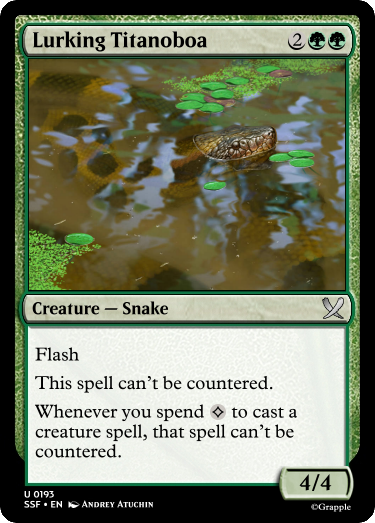 Lurking Titanoboa 2
Creature — Snake
Flash
This spell can't be countered.
Whenever you spend to cast a
creature spell, that spell can't be
countered.
4/4
U 0193
SSF • EN Andrey Atuchin
©Grapple